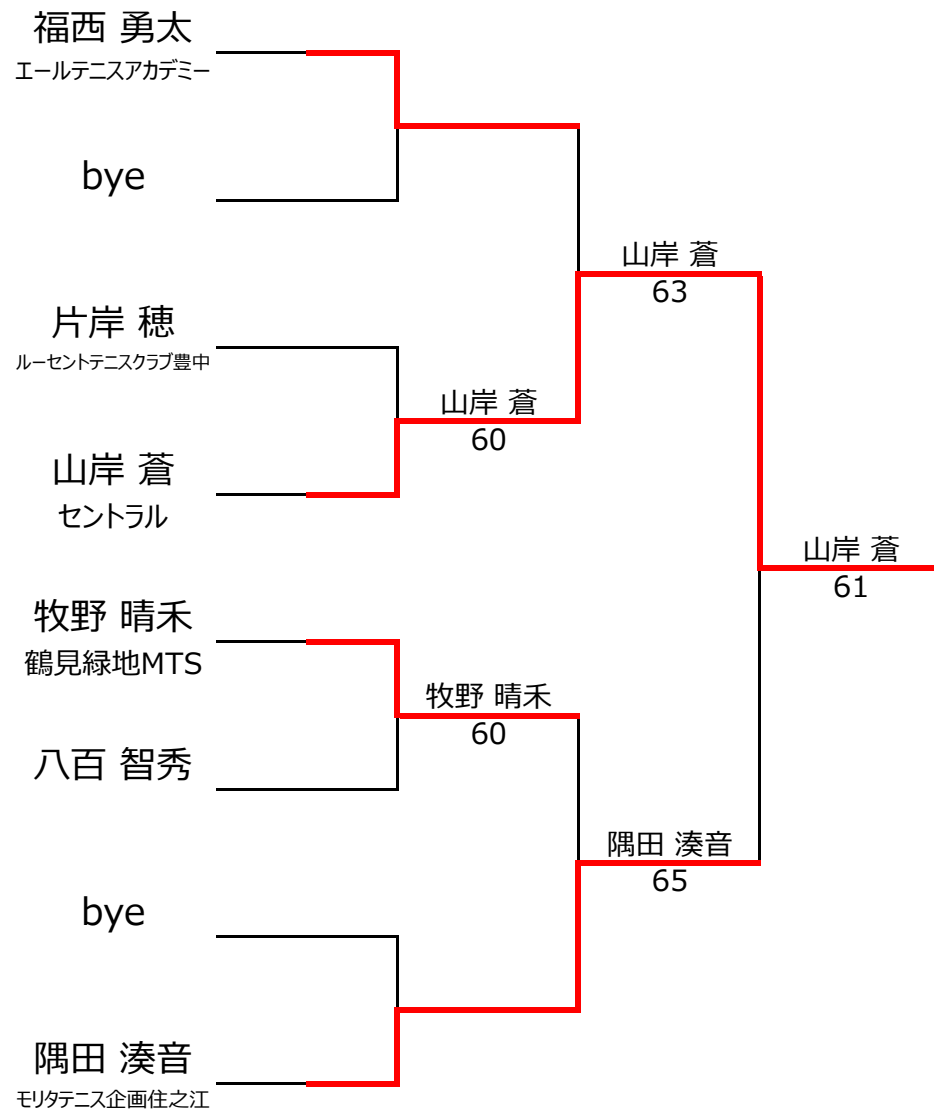 福西 勇太
エールテニスアカデミー
bye
片岸 穂
ルーセントテニスクラブ豊中
山岸 蒼
セントラル
牧野 晴禾
鶴見緑地MTS
八百 智秀
bye
隅田 湊音
モリタテニス企画住之江
山岸 蒼
60
牧野 晴禾
60
山岸 蒼
63
隅田 湊音
65
山岸 蒼
61